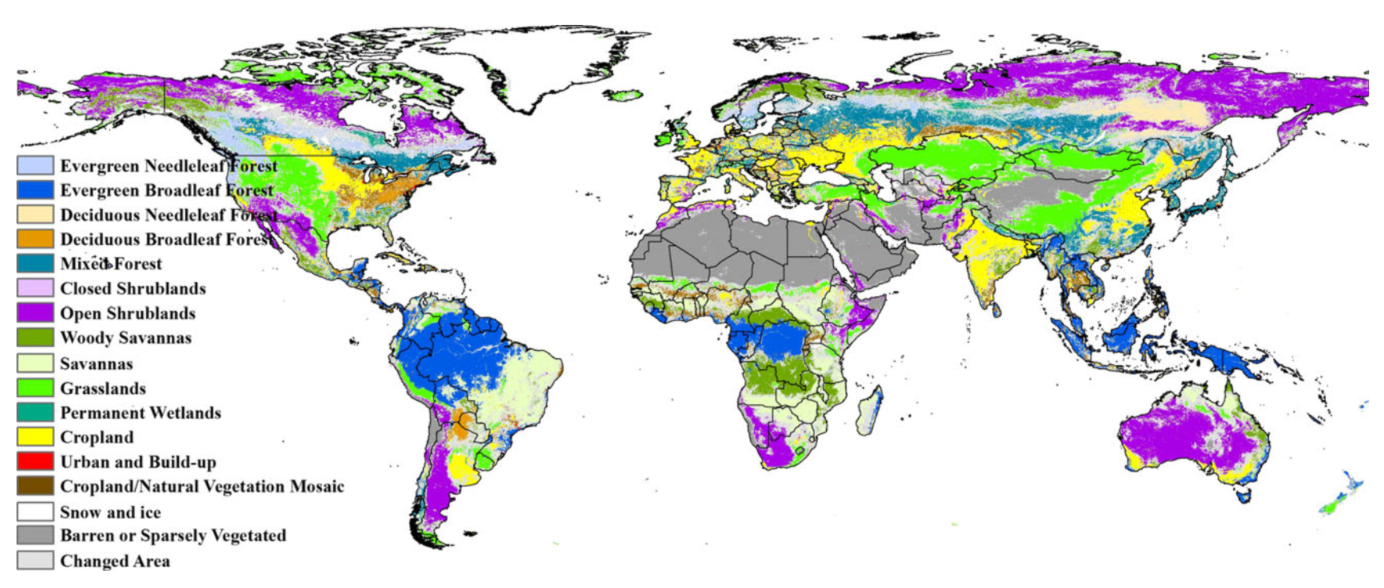 Evergreen Needleleaf Forest
Evergreen Broadleaf Forest
Deciduous Needleleaf Forest
Deciduous Broadleaf Forest
Mixed Forest
Closed Shrublands
Open Shrublands
Woody Savannas
Savannas
Grasslands
Permanent Wetlands
Cropland
Urban and Build-up
Cropland/Natural Vegetation Mosaic
Snow and ice
Barren or Sparsely Vegetated
Changed Area